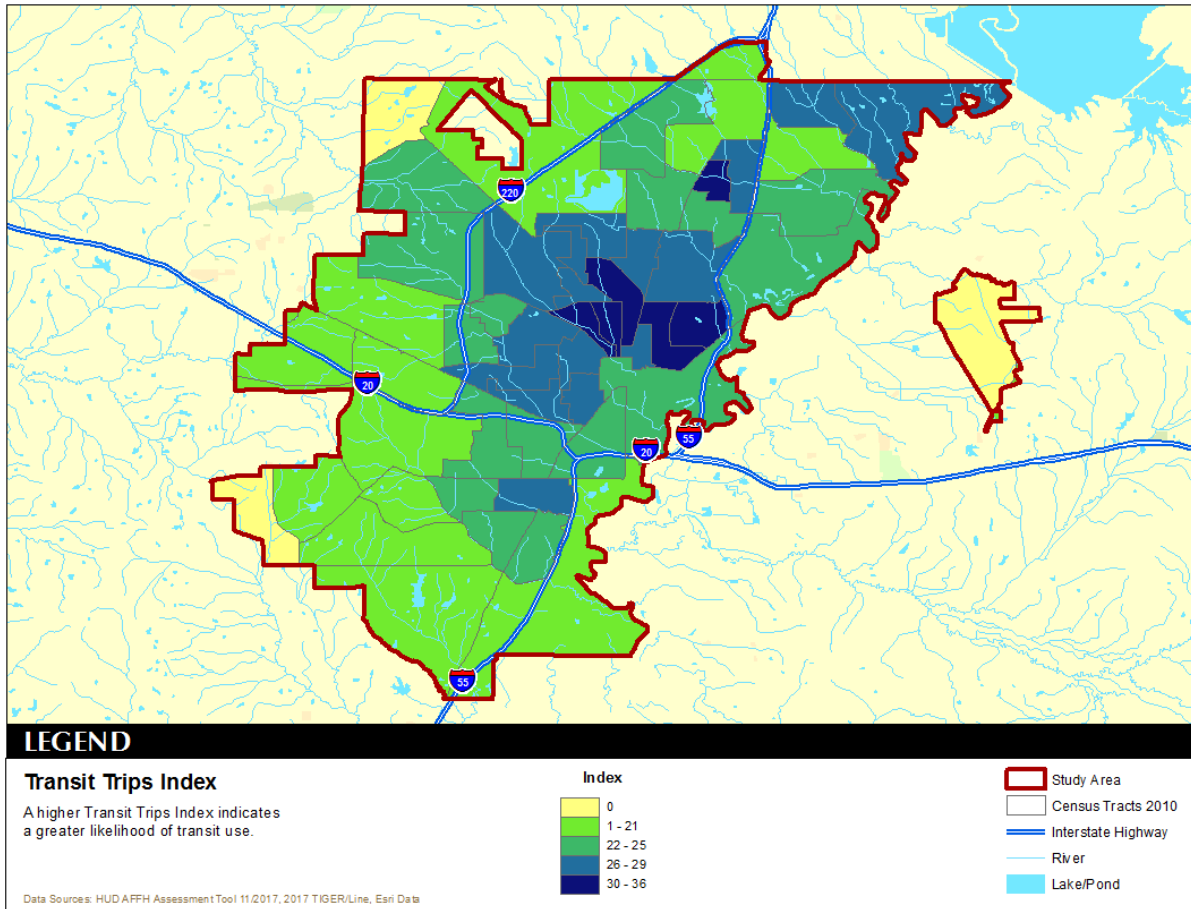 220
20
20
55
55
LEGEND
Transit Trips Index
A higher Transit Trips Index indicates
a greater likelihood of transit use.
Data Sources: HUD AFFH Assessment Tool 11/2017, 2017 TIGER/Line, Esri Data
Index
0
1 - 21
22 - 25
26 - 29
30 - 36
Study Area
Census Tracts 2010
Interstate Highway
River
Lake/Pond